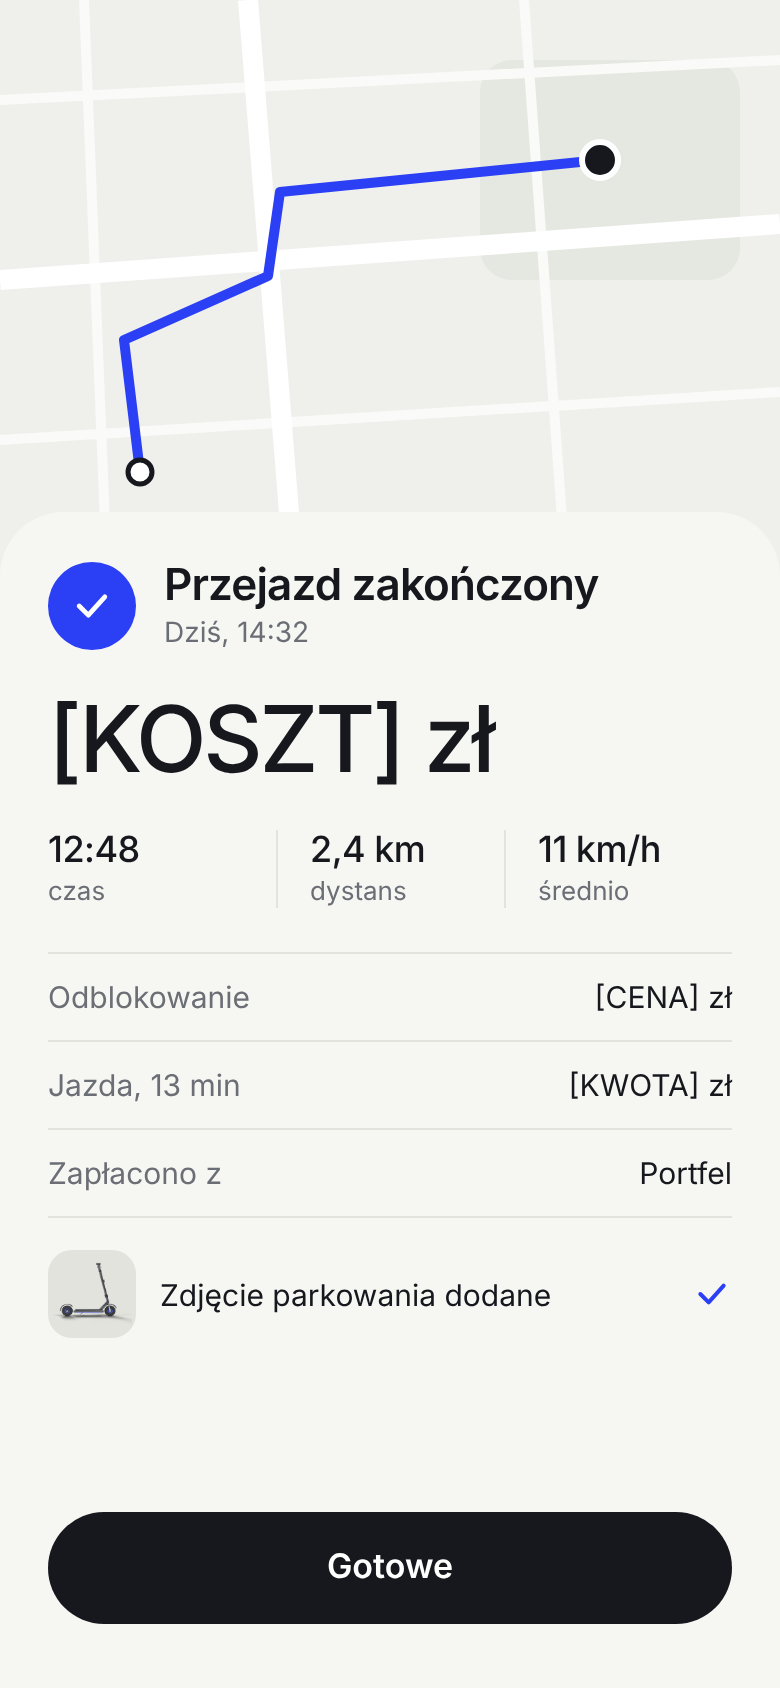 Przejazd zakończony
Dziś, 14:32
[KOSZT] zł
12:48
czas
2,4 km
dystans
11 km/h
średnio
Odblokowanie [CENA] zł
Jazda, 13 min [KWOTA] zł
Zapłacono z Portfel
Zdjęcie parkowania dodane
Gotowe